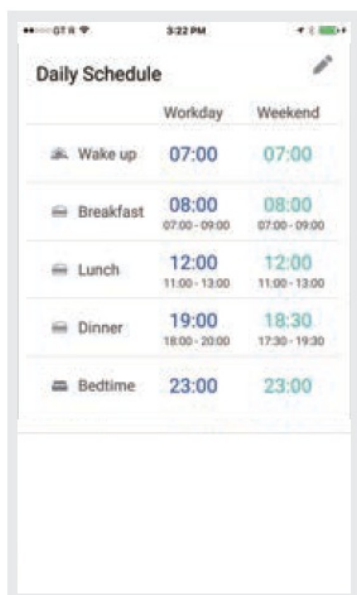 3:22 PM
Daily Schedule
Workday Weekend
Wake up 07:00 07:00
Breakfast 08:00 08:00
07:00 - 09:00 07:00 - 09:00
Lunch 12:00 12:00
11:00 - 13:00 11:00 - 13:00
Dinner 19:00 18:30
18:00 - 20:00 17:30 - 19:30
Bedtime 23:00 23:00